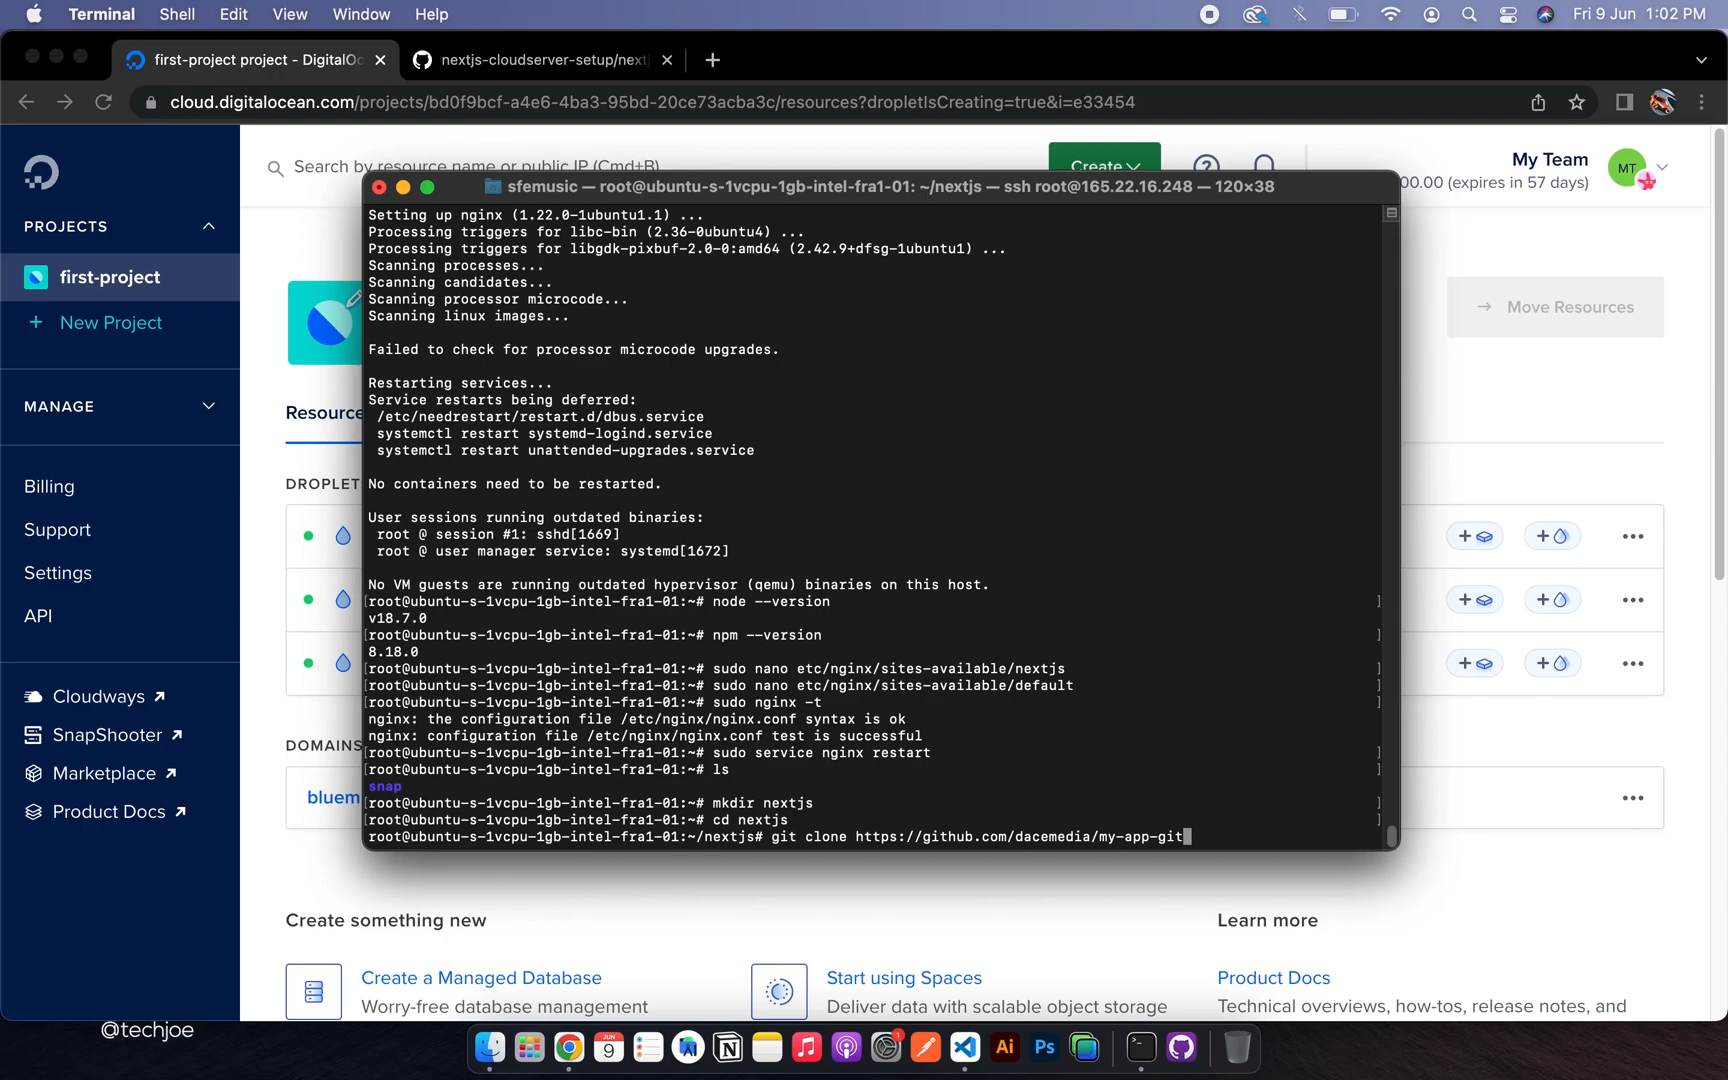 Terminal Shell Edit View Window Help Fri 9 Jun 1:02 PM
first-project project - DigitalOc nextjs-cloudserver-setup/next
cloud.digitalocean.com/projects/bd0f9bcf-a4e6-4ba3-95bd-20ce73acba3c/resources?dropletIsCreating=true&i=e33454
Search by resource name or public IP (Cmd+B)
Create
My Team
00.00 (expires in 57 days)
MT
PROJECTS
first-project
+ New Project
MANAGE
Billing
Support
Settings
API
Cloudways
SnapShooter
Marketplace
Product Docs
→ Move Resources
Resource
DROPLET
DOMAINS
bluem
sfemusic — root@ubuntu-s-1vcpu-1gb-intel-fra1-01: ~/nextjs — ssh root@165.22.16.248 — 120×38
Setting up nginx (1.22.0-1ubuntu1.1) ...
Processing triggers for libc-bin (2.36-0ubuntu4) ...
Processing triggers for libgdk-pixbuf-2.0-0:amd64 (2.42.9+dfsg-1ubuntu1) ...
Scanning processes...
Scanning candidates...
Scanning processor microcode...
Scanning linux images...
Failed to check for processor microcode upgrades.
Restarting services...
Service restarts being deferred:
/etc/needrestart/restart.d/dbus.service
systemctl restart systemd-logind.service
systemctl restart unattended-upgrades.service
No containers need to be restarted.
User sessions running outdated binaries:
root @ session #1: sshd[1669]
root @ user manager service: systemd[1672]
No VM guests are running outdated hypervisor (qemu) binaries on this host.
[root@ubuntu-s-1vcpu-1gb-intel-fra1-01:~# node --version ]
v18.7.0
[root@ubuntu-s-1vcpu-1gb-intel-fra1-01:~# npm --version ]
8.18.0
[root@ubuntu-s-1vcpu-1gb-intel-fra1-01:~# sudo nano etc/nginx/sites-available/nextjs ]
[root@ubuntu-s-1vcpu-1gb-intel-fra1-01:~# sudo nano etc/nginx/sites-available/default ]
[root@ubuntu-s-1vcpu-1gb-intel-fra1-01:~# sudo nginx -t ]
nginx: the configuration file /etc/nginx/nginx.conf syntax is ok
nginx: configuration file /etc/nginx/nginx.conf test is successful
[root@ubuntu-s-1vcpu-1gb-intel-fra1-01:~# sudo service nginx restart ]
[root@ubuntu-s-1vcpu-1gb-intel-fra1-01:~# ls ]
snap
[root@ubuntu-s-1vcpu-1gb-intel-fra1-01:~# mkdir nextjs ]
[root@ubuntu-s-1vcpu-1gb-intel-fra1-01:~# cd nextjs ]
root@ubuntu-s-1vcpu-1gb-intel-fra1-01:~/nextjs# git clone https://github.com/dacemedia/my-app-git
Create something new
Create a Managed Database
Worry-free database management
Start using Spaces
Deliver data with scalable object storage
Learn more
Product Docs
Technical overviews, how-tos, release notes, and
@techjoe
JUN
9
1
Ai
Ps